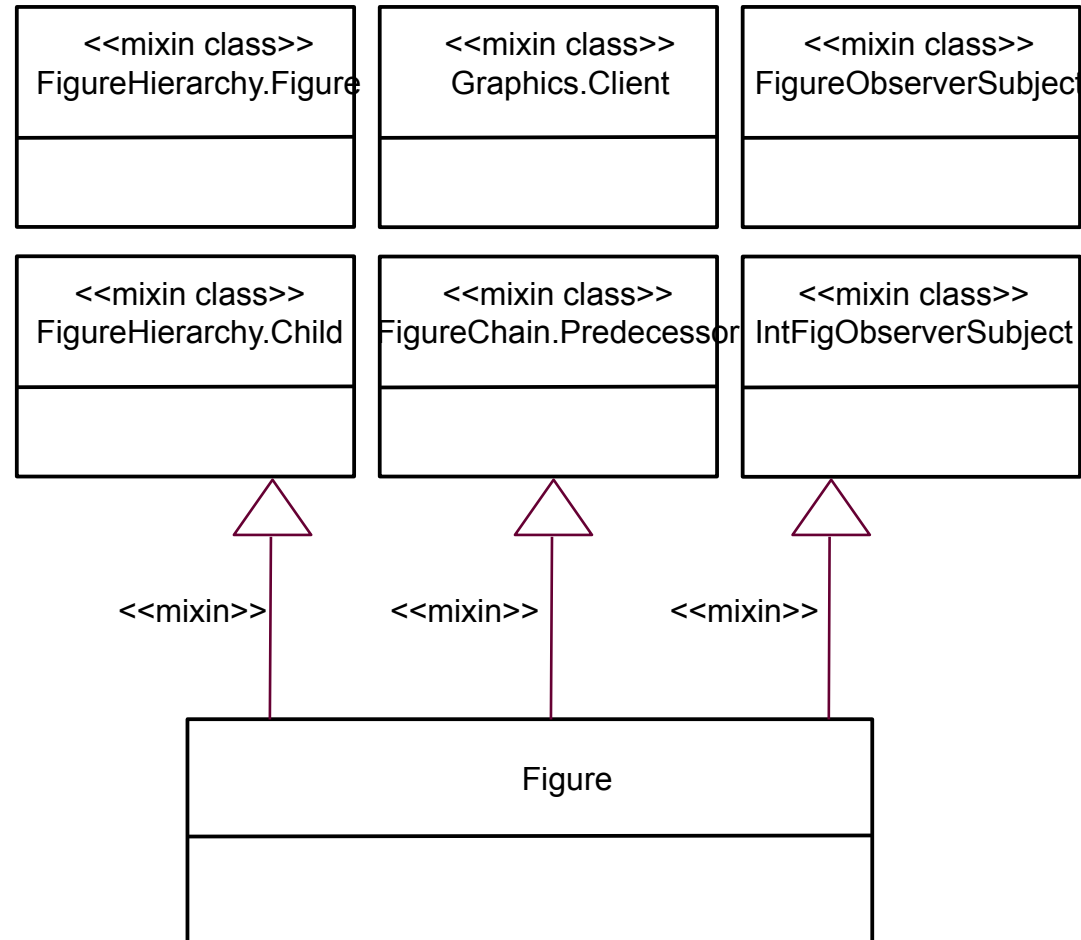 <<mixin class>>
FigureHierarchy.Figure
<<mixin class>>
Graphics.Client
<<mixin class>>
FigureObserverSubject
<<mixin class>>
FigureHierarchy.Child
<<mixin class>>
FigureChain.Predecessor
<<mixin class>>
IntFigObserverSubject
<<mixin>>
<<mixin>>
<<mixin>>
Figure